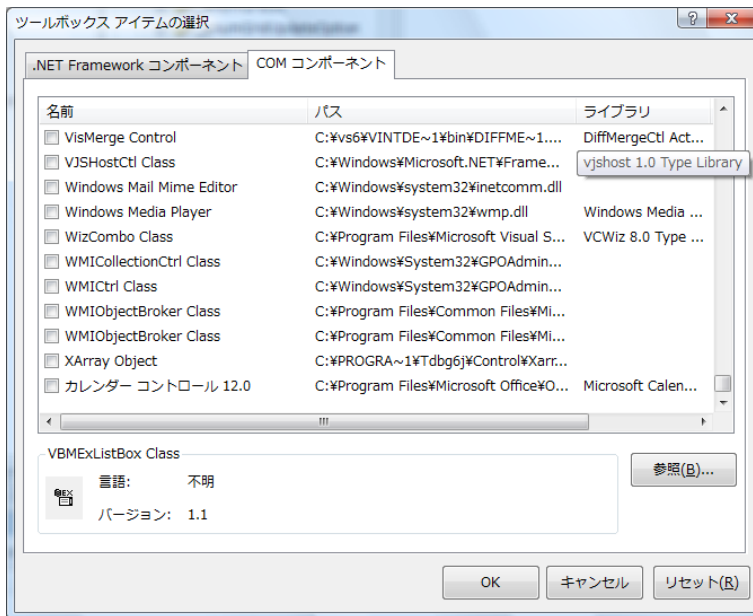 ツールボックス アイテムの選択
.NET Framework コンポーネント COM コンポーネント
名前 パス ライブラリ
VisMerge Control C:¥vs6¥VINTDE~1¥bin¥DIFFME~1.... DiffMergeCtl Act...
VJSHostCtl Class C:¥Windows¥Microsoft.NET¥Frame... vjshost 1.0 Type Library
Windows Mail Mime Editor C:¥Windows¥system32¥inetcomm.dll
Windows Media Player C:¥Windows¥system32¥wmp.dll Windows Media ...
WizCombo Class C:¥Program Files¥Microsoft Visual S... VCWiz 8.0 Type ...
WMICollectionCtrl Class C:¥Windows¥System32¥GPOAdmin...
WMICtrl Class C:¥Windows¥System32¥GPOAdmin...
WMIObjectBroker Class C:¥Program Files¥Common Files¥Mi...
WMIObjectBroker Class C:¥Program Files¥Common Files¥Mi...
XArray Object C:¥PROGRA~1¥Tdbg6j¥Control¥Xarr...
カレンダー コントロール 12.0 C:¥Program Files¥Microsoft Office¥O... Microsoft Calen...
VBMExListBox Class
言語: 不明
バージョン: 1.1
参照(B)...
OK キャンセル リセット(R)